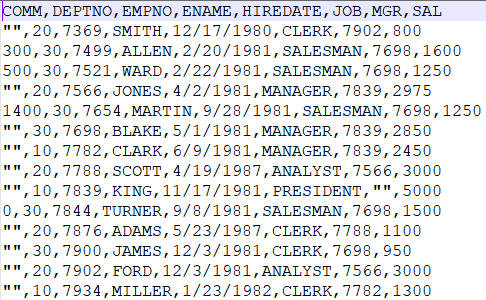 COMM,DEPTNO,EMPNO,ENAME,HIREDATE,JOB,MGR,SAL
"",20,7369,SMITH,12/17/1980,CLERK,7902,800
300,30,7499,ALLEN,2/20/1981,SALESMAN,7698,1600
500,30,7521,WARD,2/22/1981,SALESMAN,7698,1250
"",20,7566,JONES,4/2/1981,MANAGER,7839,2975
1400,30,7654,MARTIN,9/28/1981,SALESMAN,7698,1250
"",30,7698,BLAKE,5/1/1981,MANAGER,7839,2850
"",10,7782,CLARK,6/9/1981,MANAGER,7839,2450
"",20,7788,SCOTT,4/19/1987,ANALYST,7566,3000
"",10,7839,KING,11/17/1981,PRESIDENT,"",5000
0,30,7844,TURNER,9/8/1981,SALESMAN,7698,1500
"",20,7876,ADAMS,5/23/1987,CLERK,7788,1100
"",30,7900,JAMES,12/3/1981,CLERK,7698,950
"",20,7902,FORD,12/3/1981,ANALYST,7566,3000
"",10,7934,MILLER,1/23/1982,CLERK,7782,1300